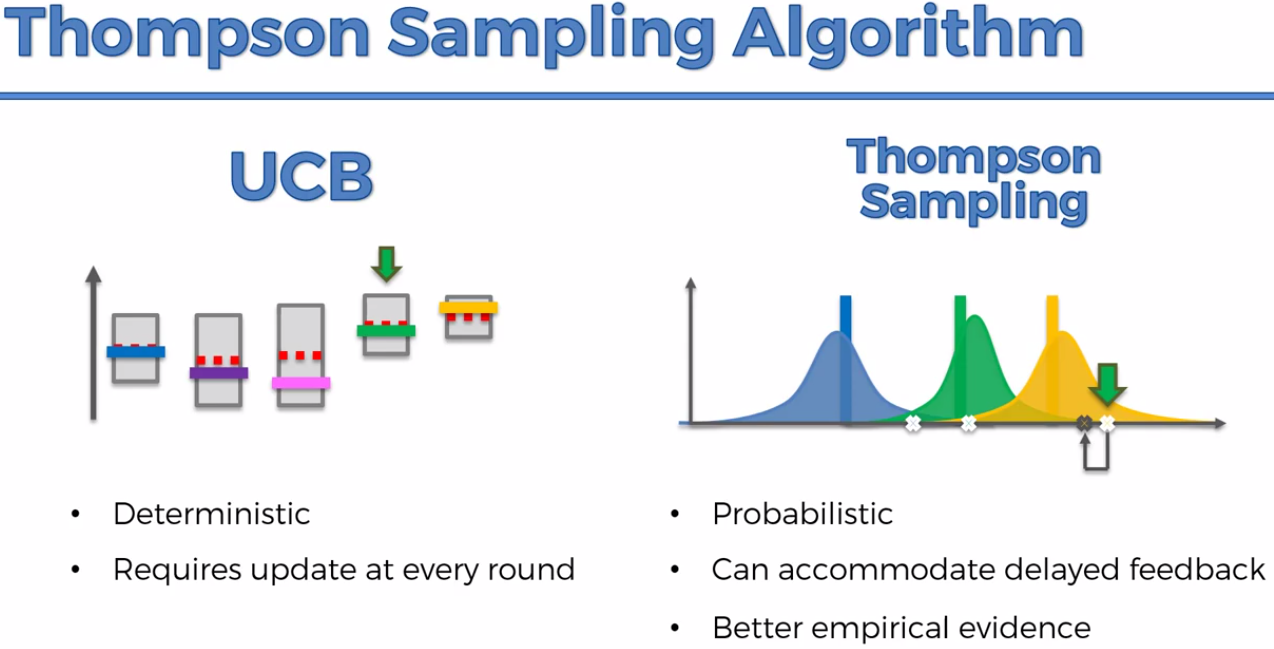 Thompson Sampling Algorithm
UCB
Thompson
Sampling
• Deterministic
• Requires update at every round
• Probabilistic
• Can accommodate delayed feedback
• Better empirical evidence